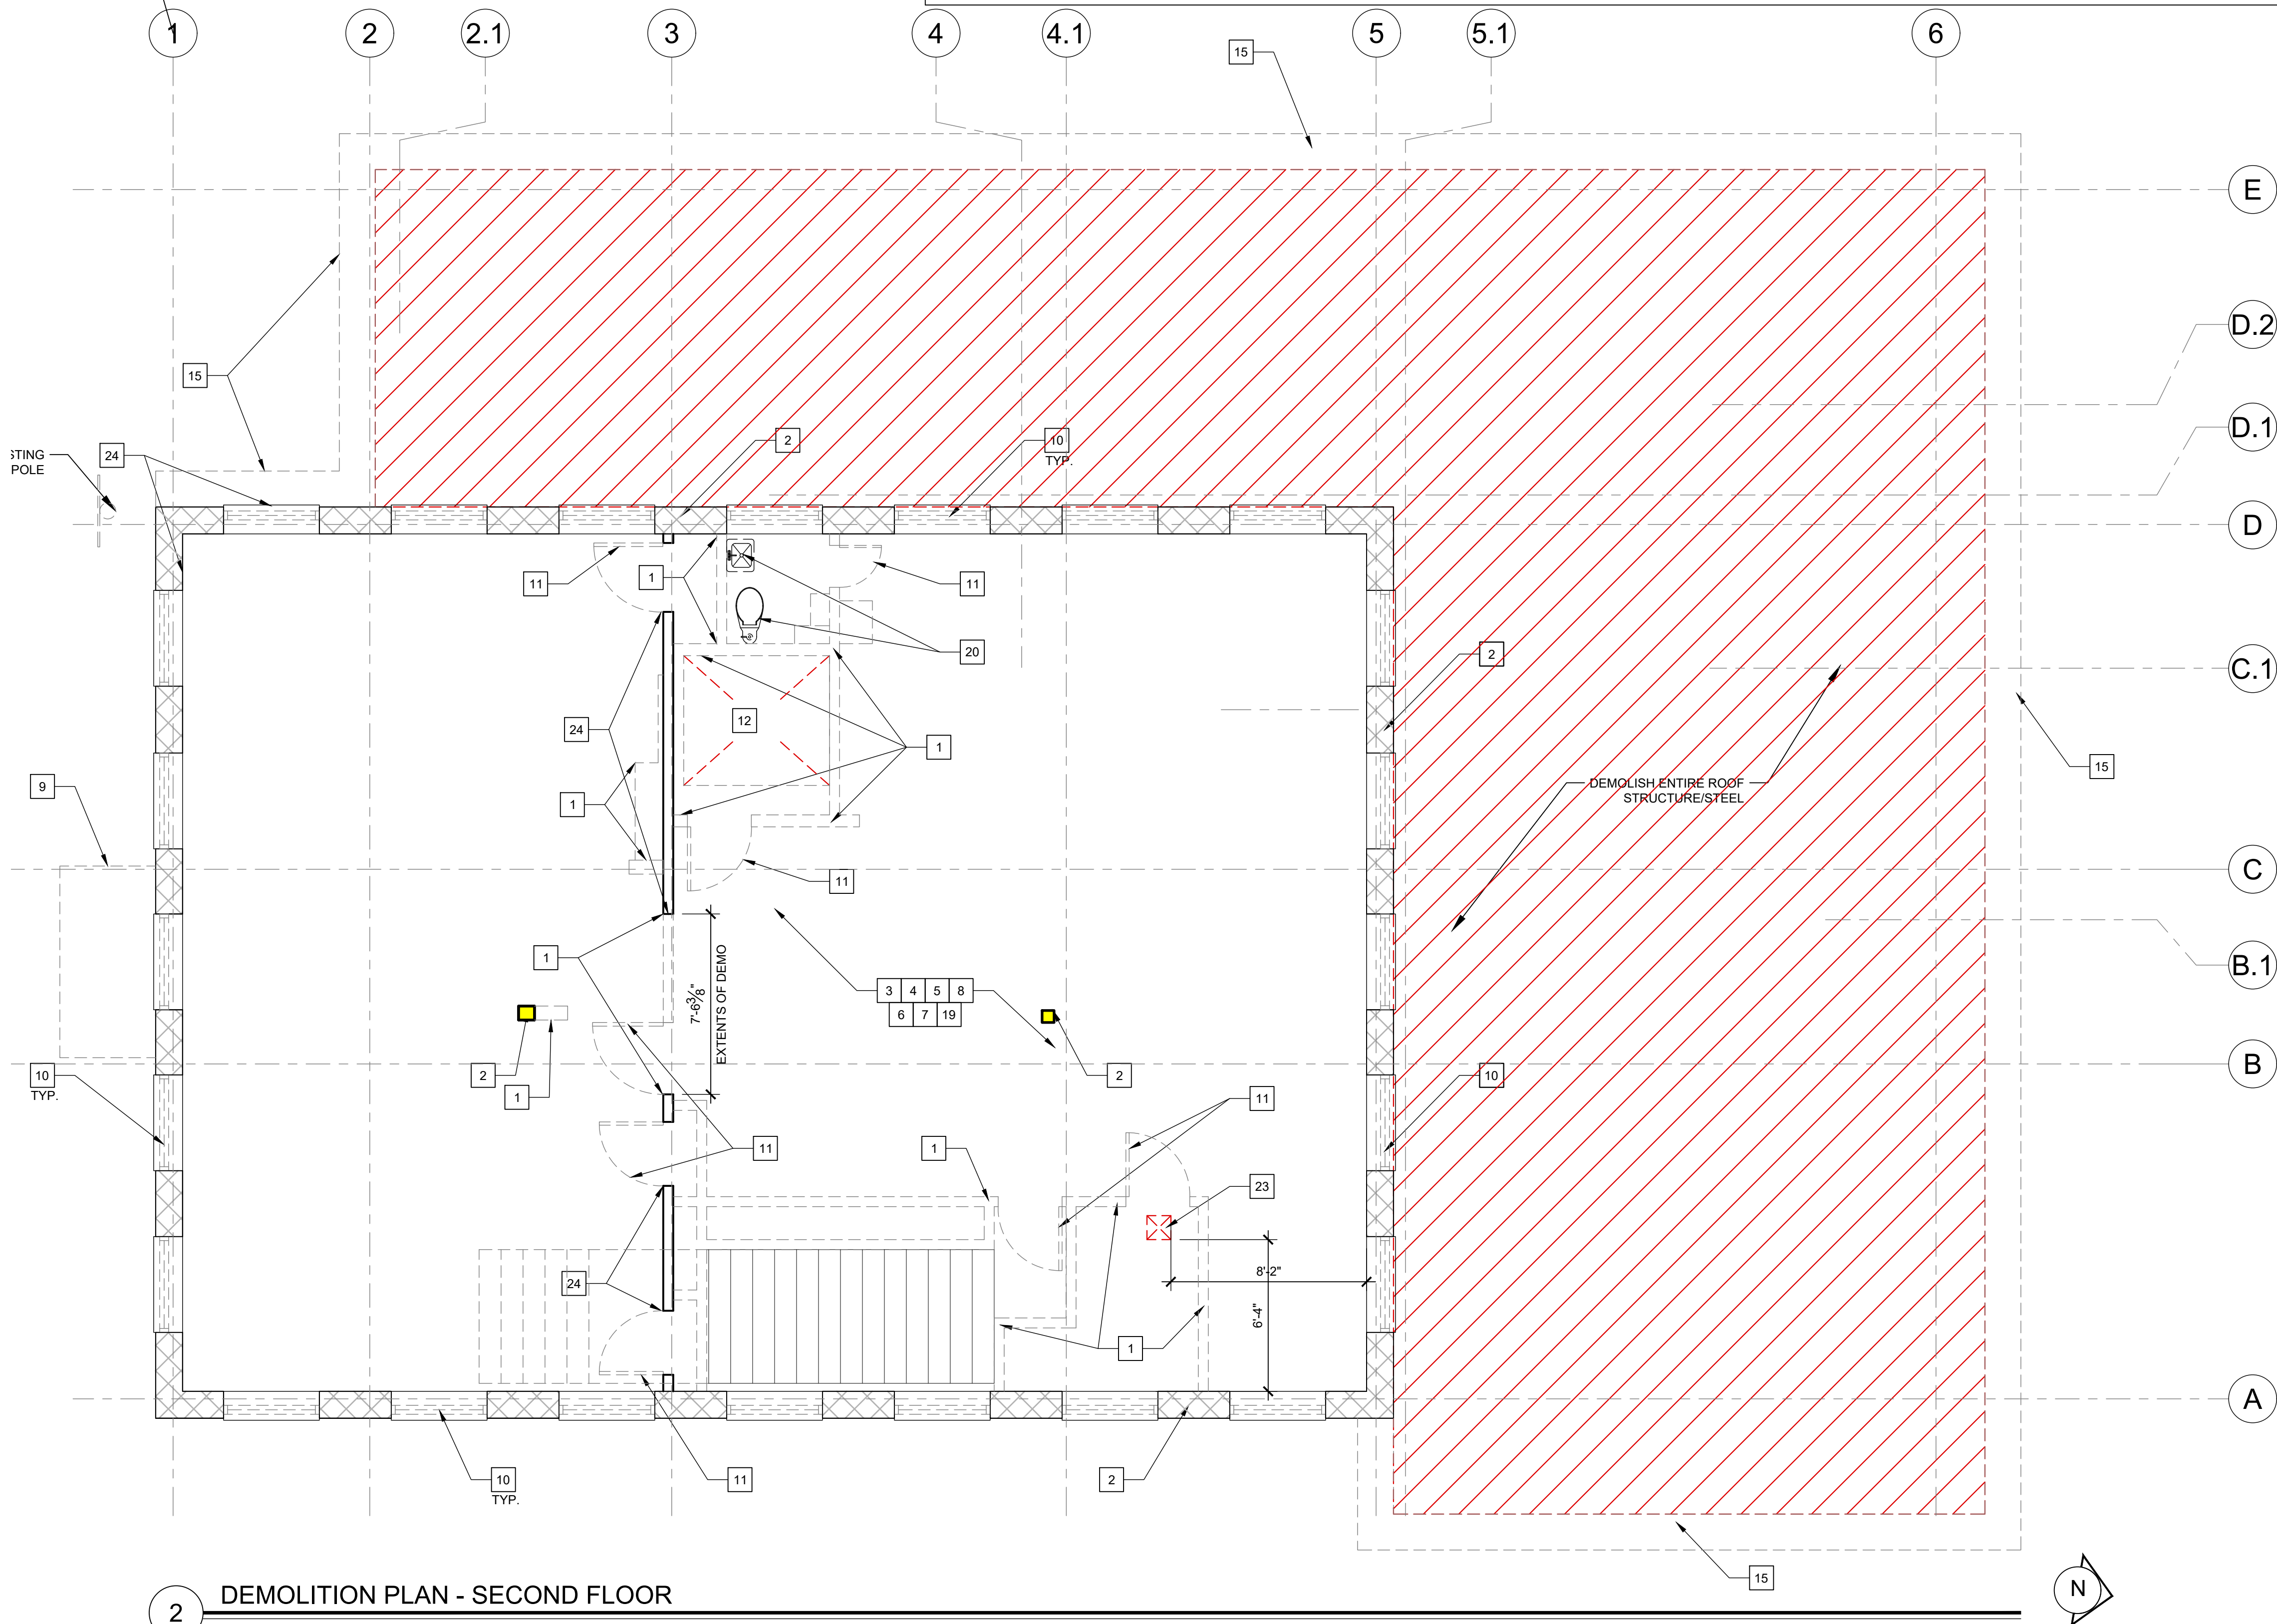 1
2
2.1
3
4
4.1
5
5.1
6
15
E
D.2
15
D.1
2
10
TYP.
STING
POLE
24
D
11
1
11
20
2
C.1
12
24
1
15
9
DEMOLISH ENTIRE ROOF
STRUCTURE/STEEL
1
C
11
1
EXTENTS OF DEMO
7'-6 3/8"
3 4 5 8
6 7 19
B.1
2
1
2
10
TYP.
10
B
11
11
1
23
24
8'-2"
6'-4"
1
A
10
TYP.
11
2
15
N
DEMOLITION PLAN - SECOND FLOOR
2